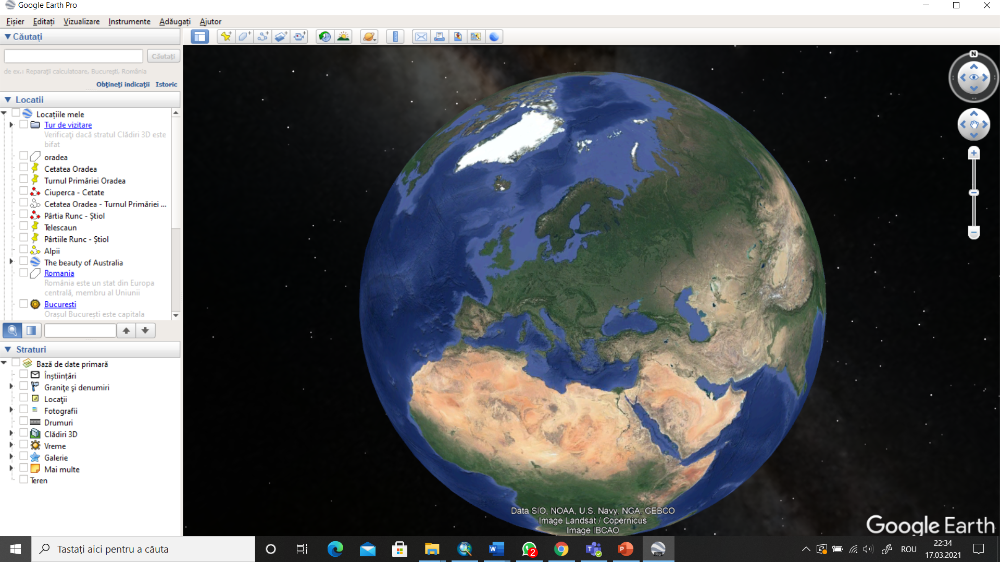 Google Earth Pro
Fișier Editați Vizualizare Instrumente Adăugați Ajutor
Căutați
Căutați
de ex.: Reparații calculatoare, București, România
Obțineți indicații Istoric
Locatii
Locațiile mele
Tur de vizitare
Verificați dacă stratul Clădiri 3D este
bifat
oradea
Cetatea Oradea
Turnul Primăriei Oradea
Ciuperca - Cetate
Cetatea Oradea - Turnul Primăriei ...
Pârtia Runc - Știol
Telescaun
Pârtiile Runc - Știol
Alpii
The beauty of Australia
Romania
România este un stat din Europa
centrală, membru al Uniunii
București
Orașul București este capitala
Straturi
Bază de date primară
Înștiințări
Graniţe şi denumiri
Locaţii
Fotografii
Drumuri
Clădiri 3D
Vreme
Galerie
Mai multe
Teren
N
Data SIO, NOAA, U.S. Navy, NGA, GEBCO
Image Landsat / Copernicus
Image IBCAO
Google Earth
Tastați aici pentru a căuta
2
Pro
ROU
22:34
17.03.2021